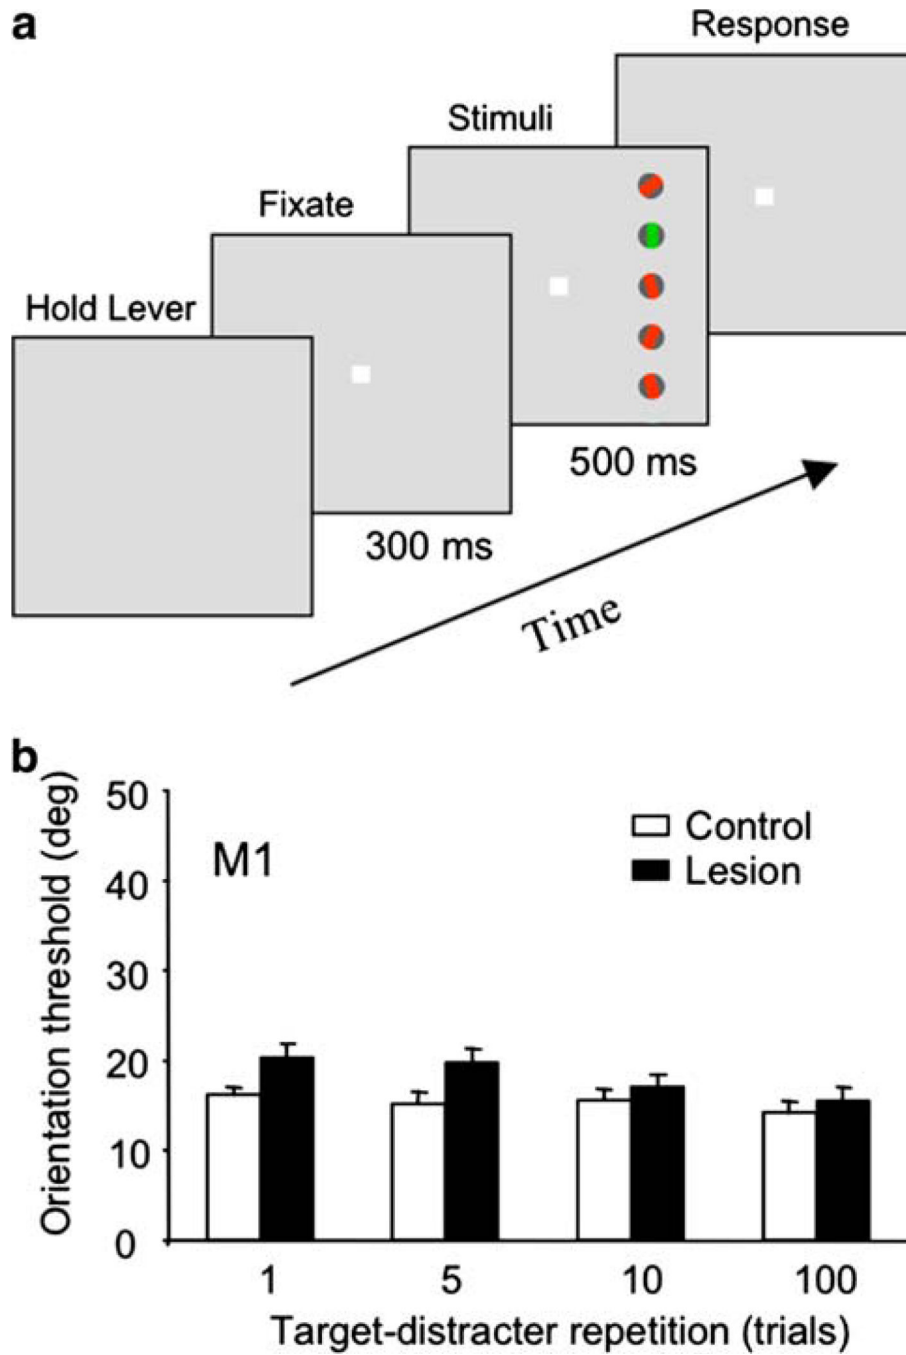 a
Response
Stimuli
Fixate
Hold Lever
500 ms
300 ms
Time
b
Orientation threshold (deg)
50
40
30
20
10
0
M1
Control
Lesion
1 5 10 100
Target-distracter repetition (trials)